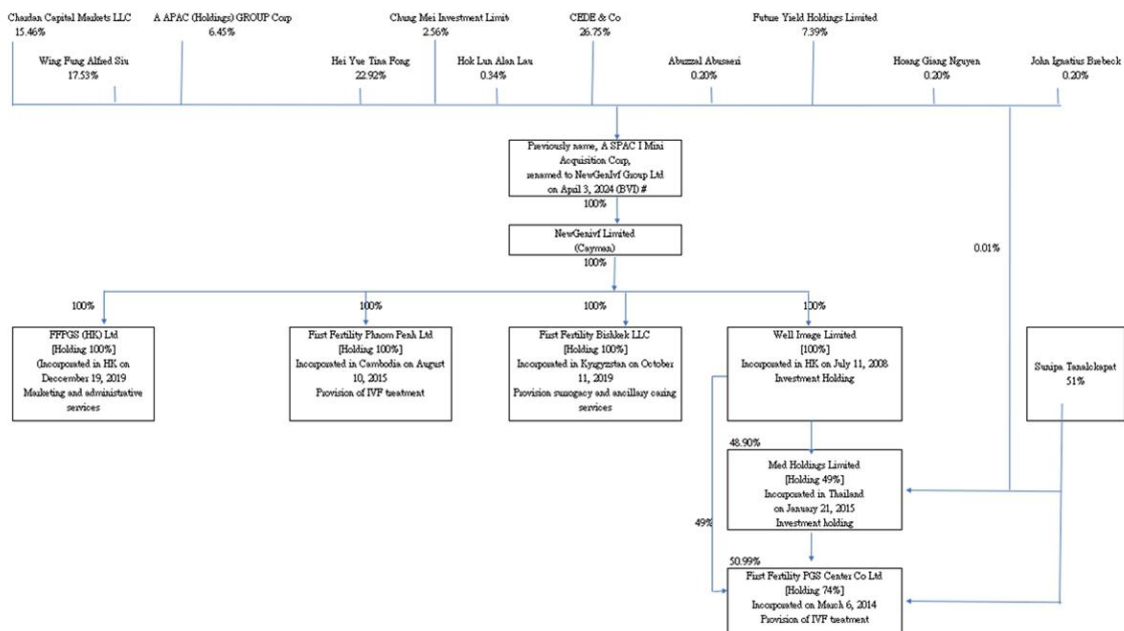 Chardan Capital Markets LLC
15.46%
A APAC (Holdings) GROUP Corp
6.45%
Chung Mei Investment Limit
2.56%
CEDE & Co
26.75%
Future Yield Holdings Limited
7.39%
Wing Fung Alfred Siu
17.53%
Hei Yue Tina Fong
22.92%
Hok Lun Alan Lau
0.34%
Abuzzal Abusaeri
0.20%
Hoang Giang Nguyen
0.20%
John Ignatius Brebeck
0.20%
Previously name, A SPAC I Mini
Acquisition Corp,
renamed to NewGenIvf Group Ltd
on April 3, 2024 (BVI) #
100%
NewGenivf Limited
(Cayman)
100%
0.01%
100%
FFPGS (HK) Ltd
[Holding 100%]
(Incorporated in HK on
December 19, 2019
Marketing and administrative
services
100%
First Fertility Phnom Penh Ltd
[Holding 100%]
Incorporated in Cambodia on August
10, 2015
Provision of IVF treatment
100%
First Fertility Bishkek LLC
[Holding 100%]
Incorporated in Kyrgyzstan on October
11, 2019
Provision surrogacy and ancillary caring
services
100%
Well Image Limited
[100%]
Incorporated in HK on July 11, 2008
Investment Holding
Sunipa Tanalckapat
51%
48.90%
Med Holdings Limited
[Holding 49%]
Incorporated in Thailand
on January 21, 2015
Investment holding
49%
50.99%
First Fertility PGS Center Co Ltd
[Holding 74%]
Incorporated on March 6, 2014
Provision of IVF treatment